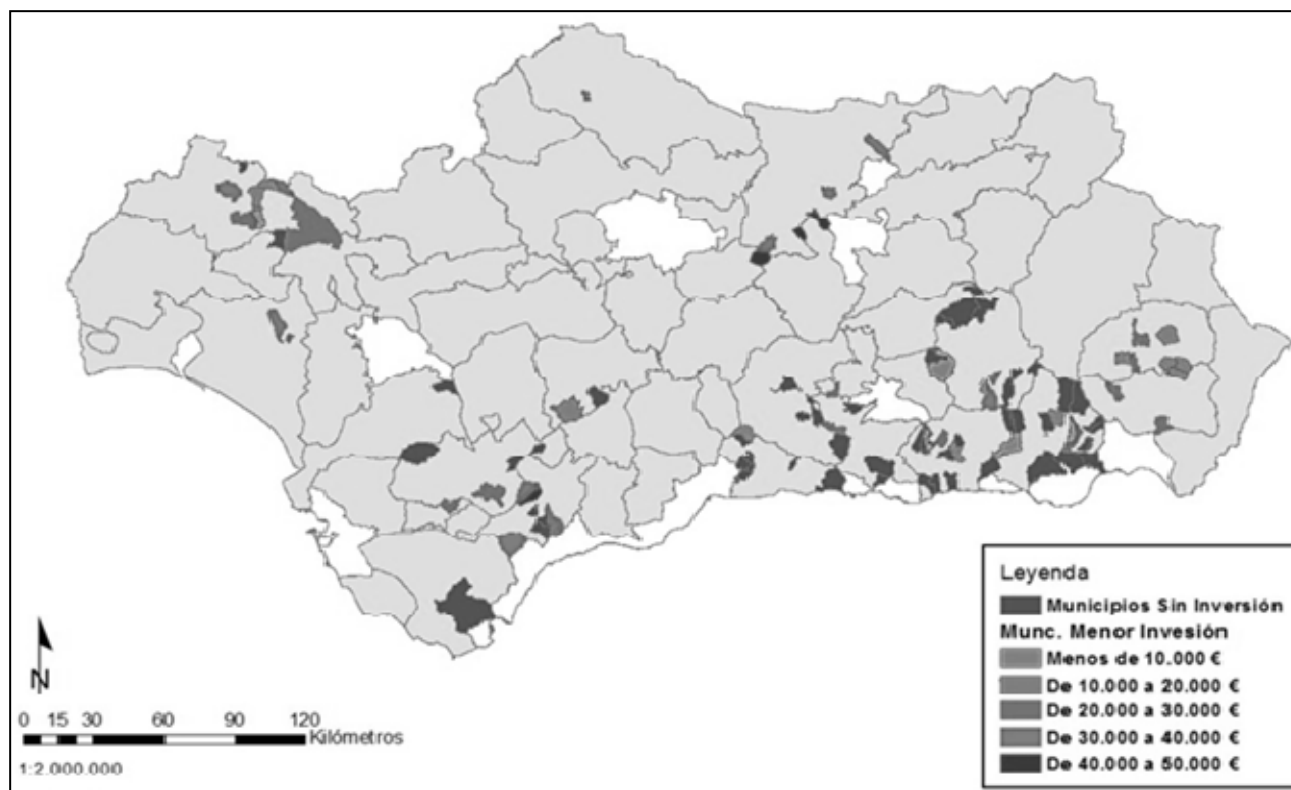 Leyenda
Municipios Sin Inversión
Munc. Menor Invesión
Menos de 10.000 €
De 10.000 a 20.000 €
De 20.000 a 30.000 €
De 30.000 a 40.000 €
De 40.000 a 50.000 €
N
0 15 30 60 90 120
Kilómetros
1:2.000.000